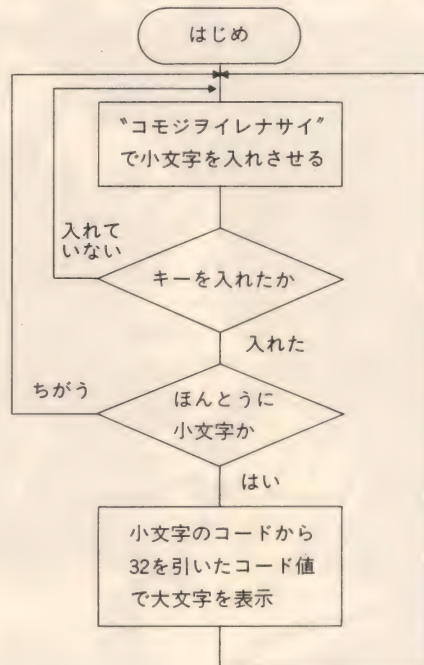 はじめ
“コモジヲイレナサイ”
で小文字を入れさせる
入れて
いない
キーを入れたか
入れた
ちがう
ほんとうに
小文字か
はい
小文字のコードから
32を引いたコード値
で大文字を表示